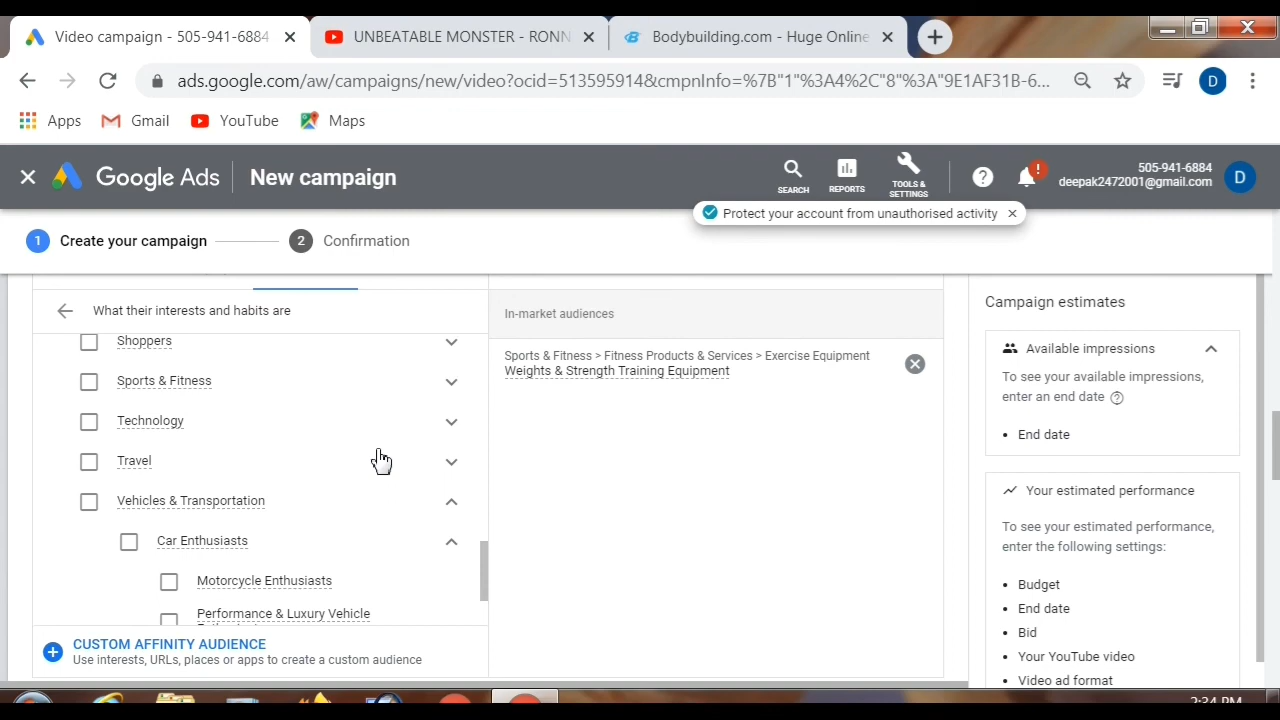 Video campaign - 505-941-6884
UNBEATABLE MONSTER - RONN
Bodybuilding.com - Huge Online
ads.google.com/aw/campaigns/new/video?ocid=513595914&cmpnInfo=%7B"1"%3A4%2C"8"%3A"9E1AF31B-6...
D
Apps
Gmail
YouTube
Maps
Google Ads
New campaign
SEARCH
REPORTS
TOOLS &
SETTINGS
505-941-6884
deepak2472001@gmail.com
D
Protect your account from unauthorised activity
1 Create your campaign
2 Confirmation
What their interests and habits are
Shoppers
Sports & Fitness
Technology
Travel
Vehicles & Transportation
Car Enthusiasts
Motorcycle Enthusiasts
Performance & Luxury Vehicle
CUSTOM AFFINITY AUDIENCE
Use interests, URLs, places or apps to create a custom audience
In-market audiences
Sports & Fitness > Fitness Products & Services > Exercise Equipment
Weights & Strength Training Equipment
Campaign estimates
Available impressions
To see your available impressions,
enter an end date
• End date
Your estimated performance
To see your estimated performance,
enter the following settings:
• Budget
• End date
• Bid
• Your YouTube video
• Video ad format
2:34 PM